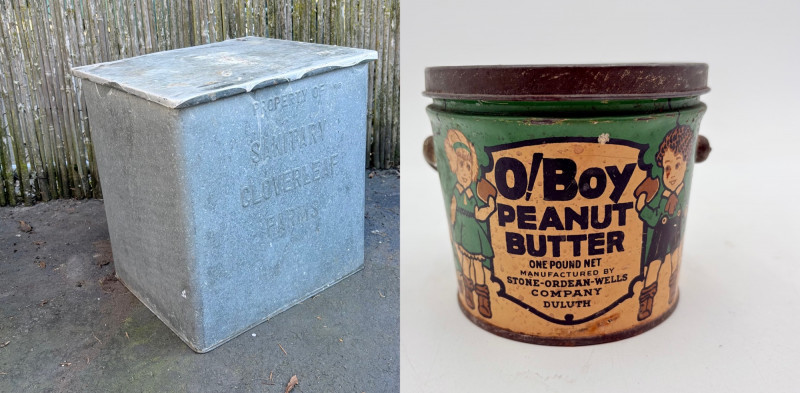 PROPERTY OF
SANITARY
CLOVERLEAF
FARMS
O/BOY
PEANUT
BUTTER
ONE POUND NET
MANUFACTURED BY
STONE-ORDEAN-WELLS
COMPANY
DULUTH